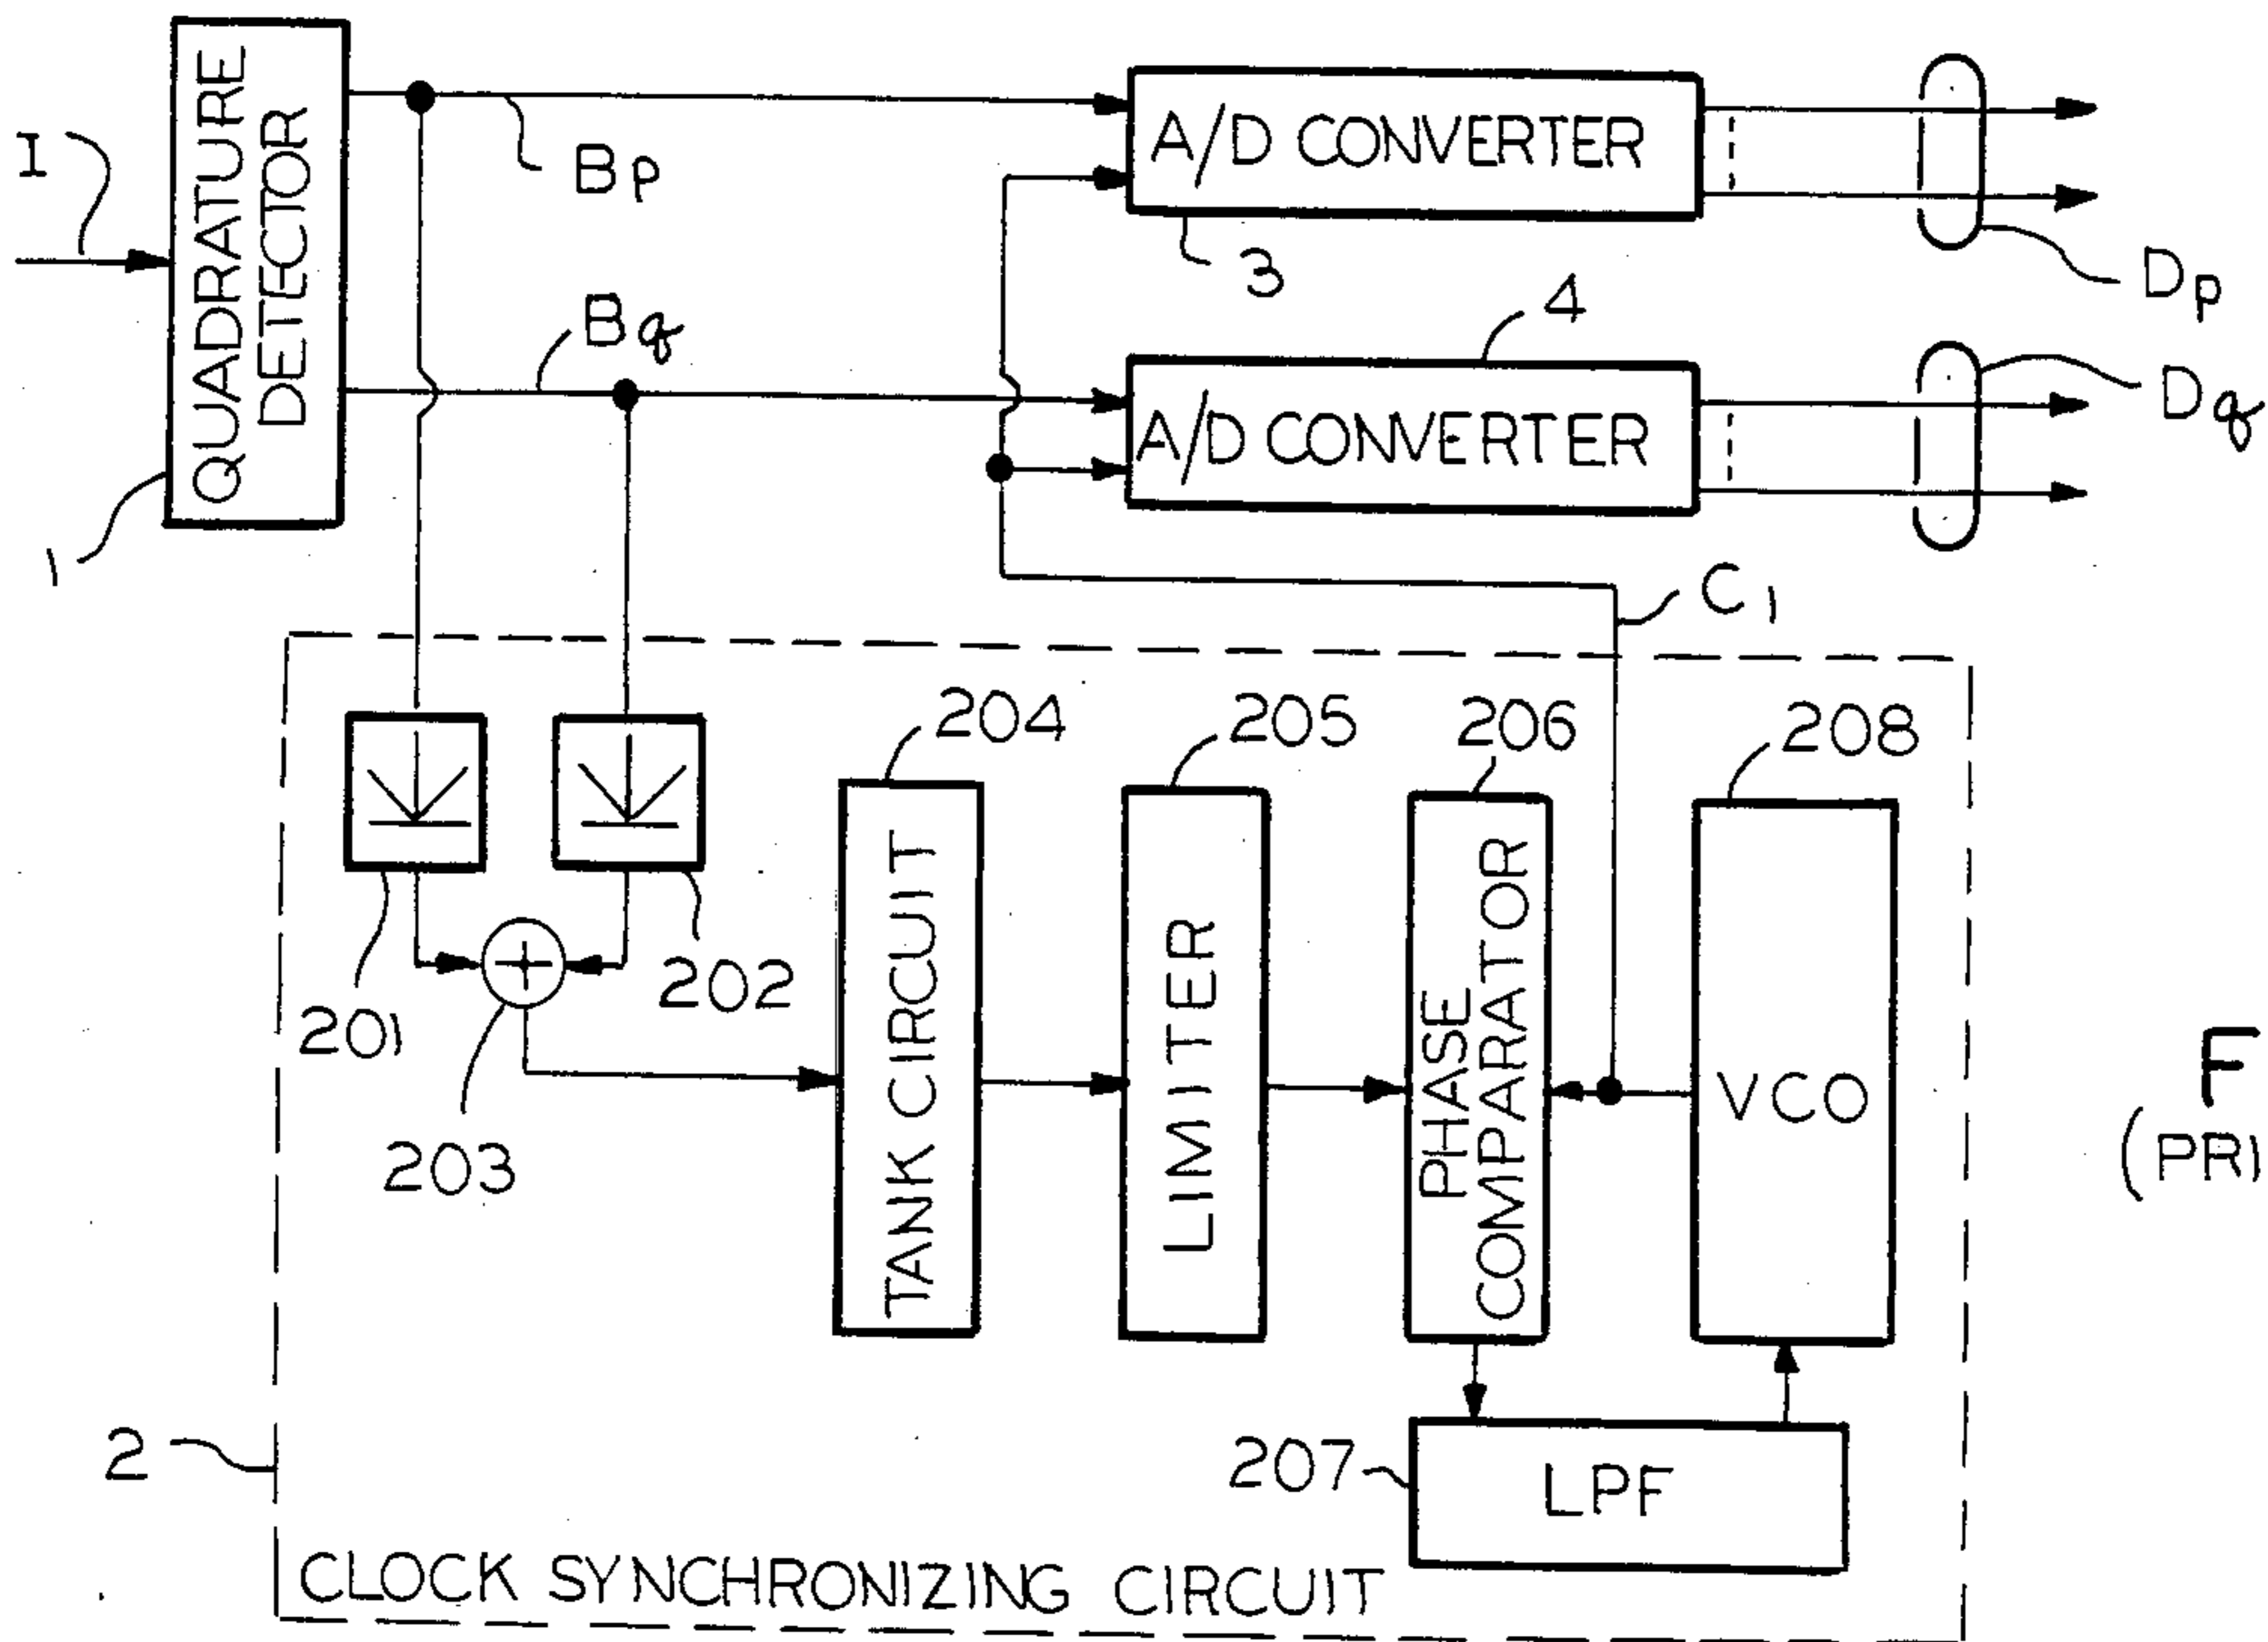 I
QUADRATURE
DETECTOR
1
Bp
Bq
A/D CONVERTER
3
Dp
4
A/D CONVERTER
Dq
C1
204
205
206
208
201
202
203
TANK CIRCUIT
LIMITER
PHASE
COMPARATOR
VCO
F
(PRI
2
207
LPF
CLOCK SYNCHRONIZING CIRCUIT